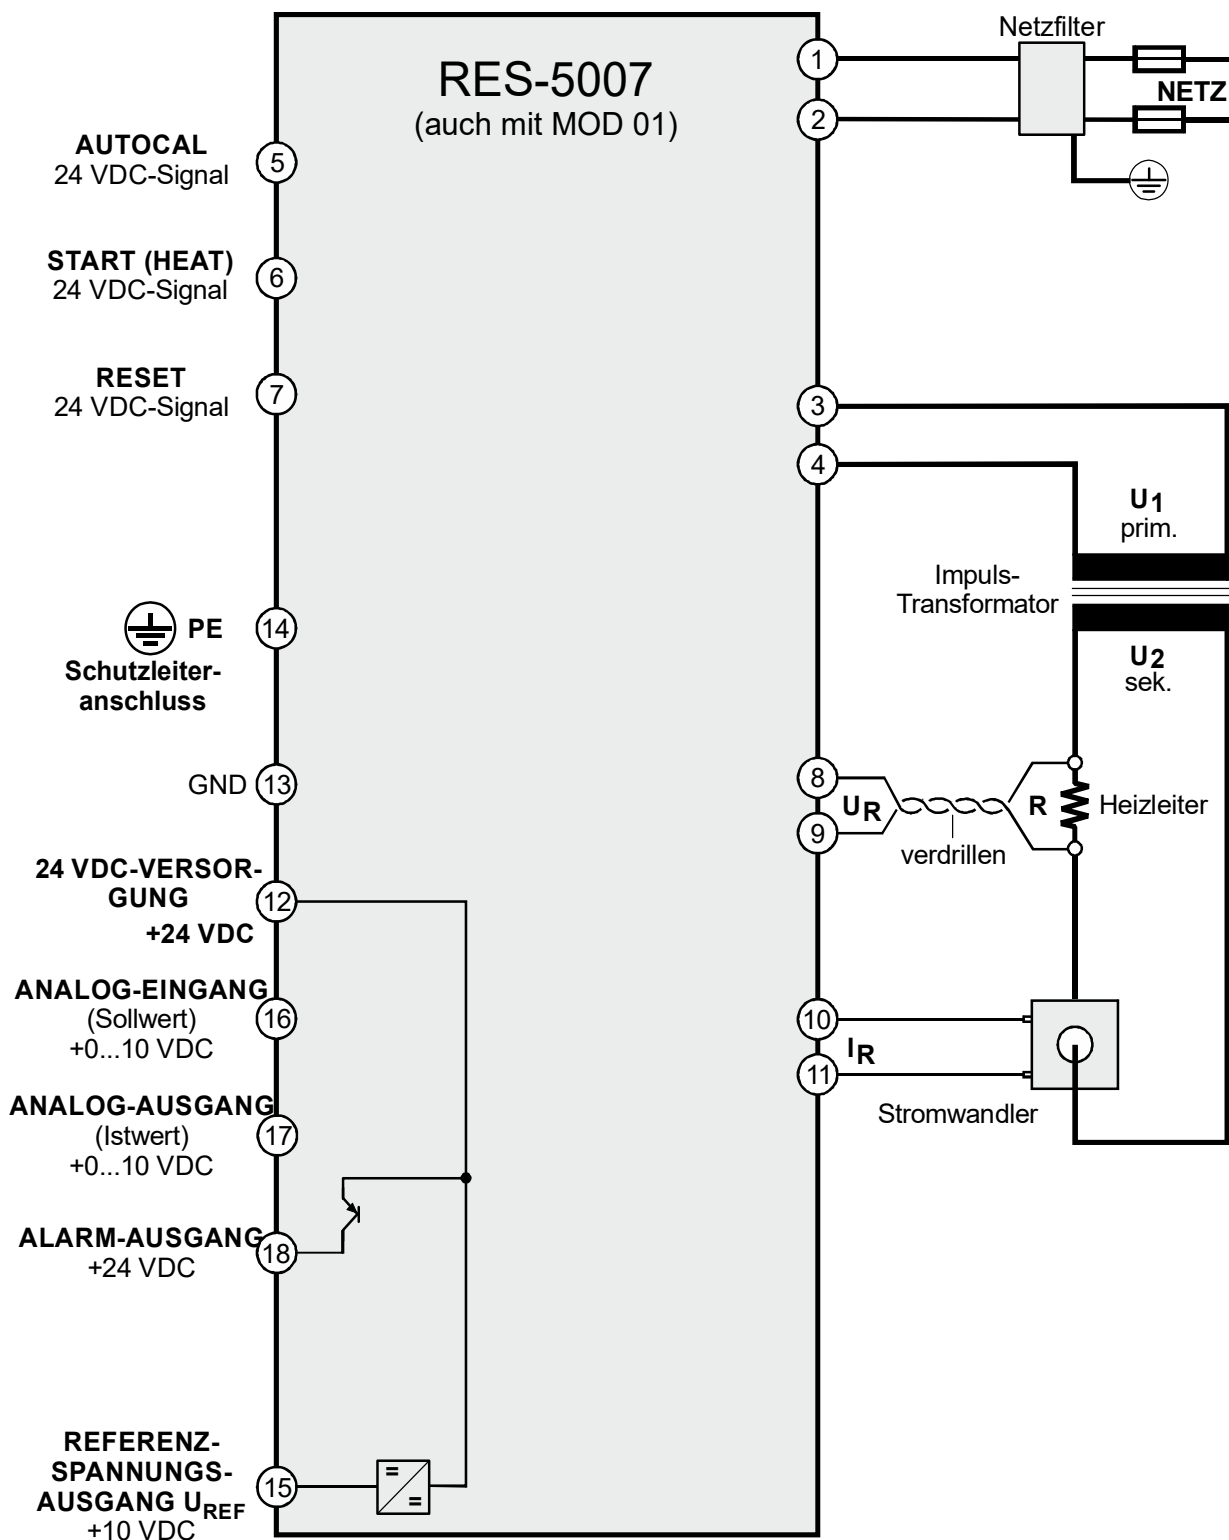 RES-5007
(auch mit MOD 01)
Netzfilter
NETZ
1
2
AUTOCAL
24 VDC-Signal
5
START (HEAT)
24 VDC-Signal
6
RESET
24 VDC-Signal
7
3
4
U1
prim.
Impuls-
Transformator
U2
sek.
PE
14
Schutzleiter-
anschluss
GND
13
8
9
UR
verdrillen
R
Heizleiter
24 VDC-VERSOR-
GUNG
+24 VDC
12
ANALOG-EINGANG
(Sollwert)
+0...10 VDC
16
10
11
IR
Stromwandler
ANALOG-AUSGANG
(Istwert)
+0...10 VDC
17
ALARM-AUSGANG
+24 VDC
18
REFERENZ-
SPANNUNGS-
AUSGANG UREF
+10 VDC
15